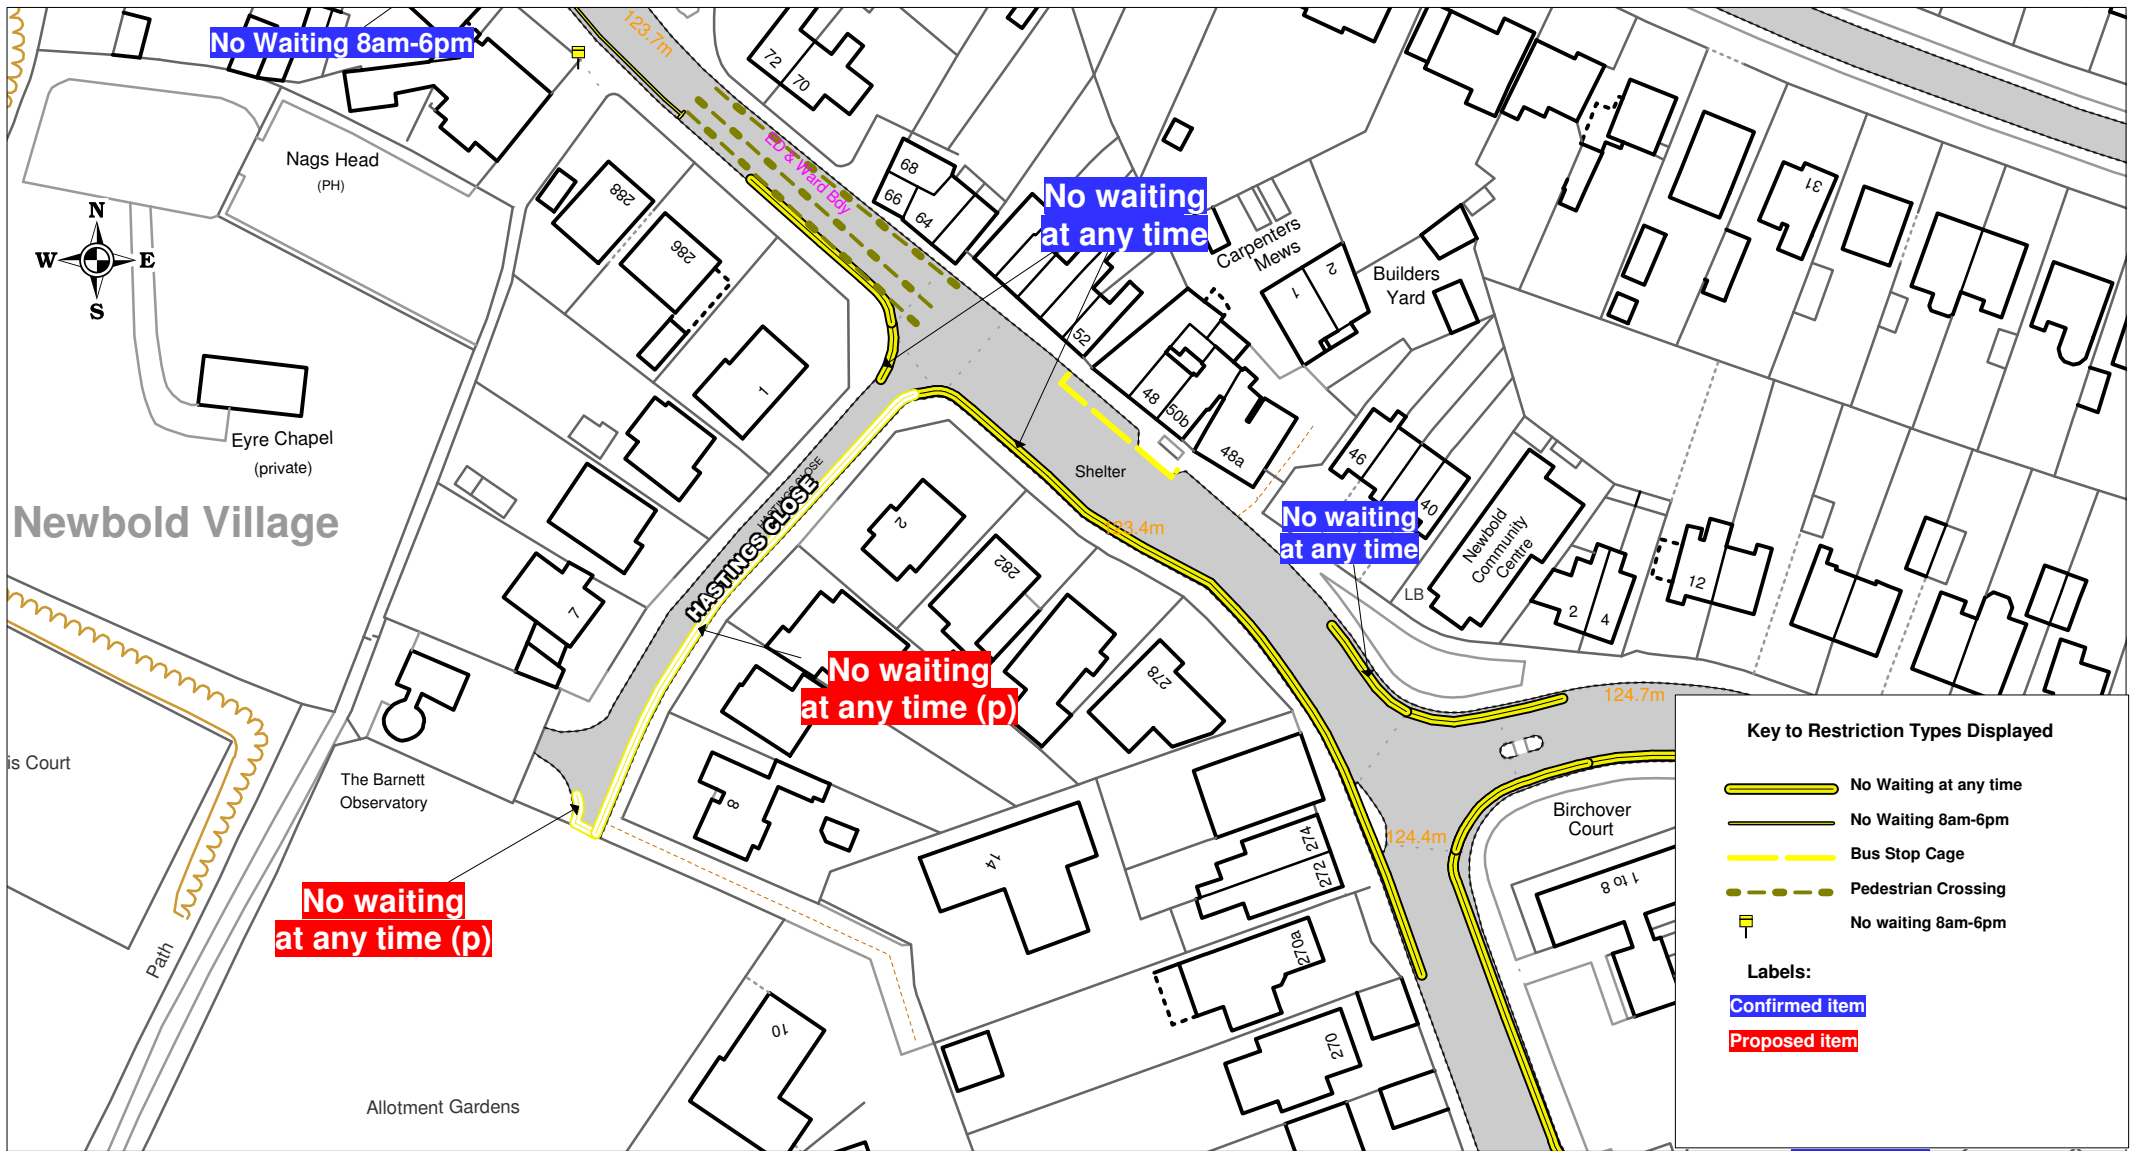 No Waiting 8am-6pm
123.7m
72
70
ED & Ward Bdy
Nags Head
(PH)
288
286
68
66
64
No waiting
at any time
Carpenters
Mews
1
2
Builders
Yard
31
N
W
E
S
52
48
50b
48a
46
40
1
Eyre Chapel
(private)
Newbold Village
HASTINGS CLOSE
HASTINGS CLOSE
Shelter
123.4m
No waiting
at any time
Newbold
Community
Centre
LB
2
4
12
2
282
278
7
No waiting
at any time (p)
8
The Barnett
Observatory
is Court
Path
No waiting
at any time (p)
14
274
272
270a
270
10
Allotment Gardens
124.7m
124.4m
Birchover
Court
1 to 8
Key to Restriction Types Displayed
No Waiting at any time
No Waiting 8am-6pm
Bus Stop Cage
Pedestrian Crossing
No waiting 8am-6pm
Labels:
Confirmed item
Proposed item